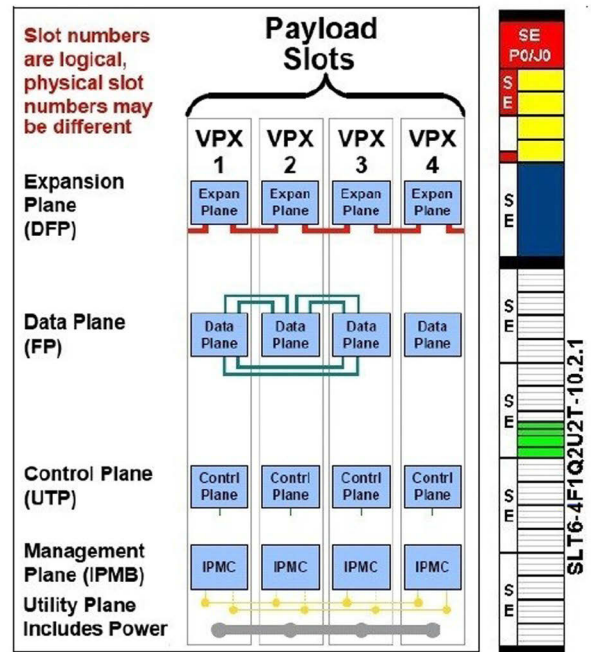 Slot numbers
are logical,
physical slot
numbers may
be different
Payload
Slots
VPX
1
VPX
2
VPX
3
VPX
4
Expansion
Plane
(DFP)
Expan
Plane
Expan
Plane
Expan
Plane
Expan
Plane
Data Plane
(FP)
Data
Plane
Data
Plane
Data
Plane
Data
Plane
Control Plane
(UTP)
Contrl
Plane
Contrl
Plane
Contrl
Plane
Contrl
Plane
Management
Plane (IPMB)
IPMC
IPMC
IPMC
IPMC
Utility Plane
Includes Power
SE
P0/J0
S
E
S
E
S
E
S
E
S
E
S
E
SLT6-4F1Q2U2T-10.2.1